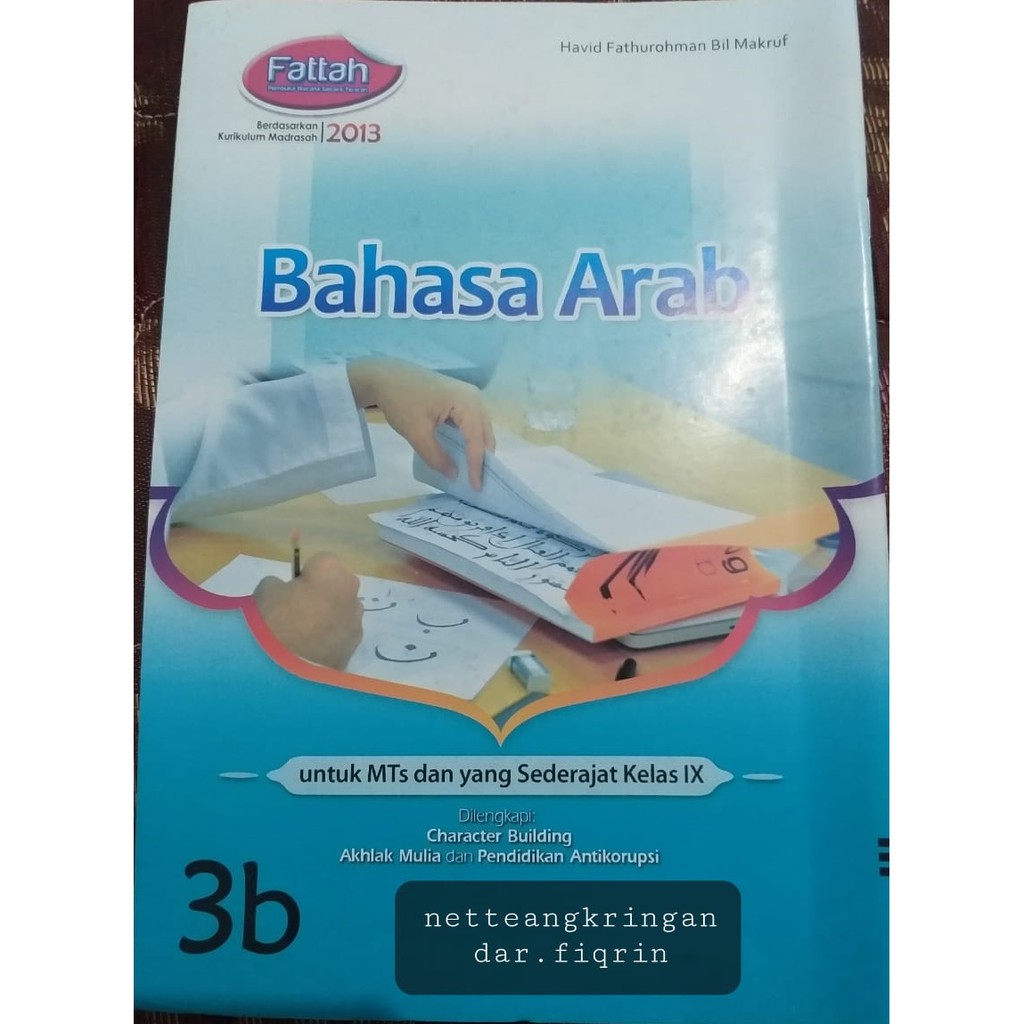 Havid Fathurohman Bil Makruf
Fattah
Berdasarkan
Kurikulum Madrasah 2013
Bahasa Arab
untuk MTs dan yang Sederajat Kelas IX
Dilengkapi:
Character Building
Akhlak Mulia dan Pendidikan Antikorupsi
3b
netteangkringan
dar.fiqrin